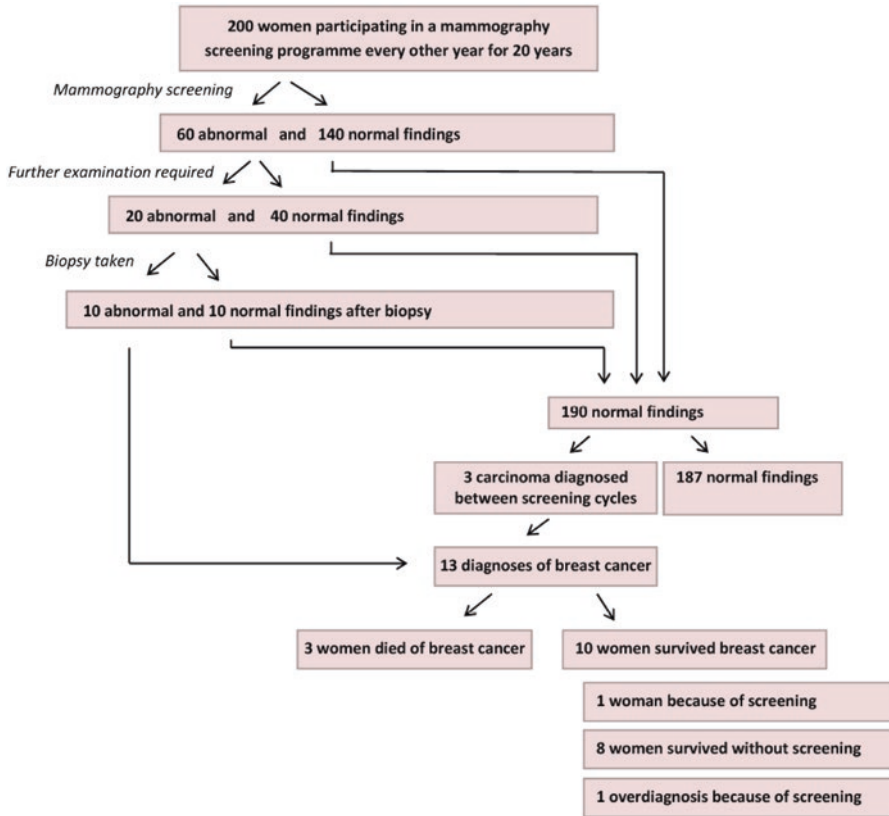 200 women participating in a mammography
screening programme every other year for 20 years
Mammography screening
60 abnormal and 140 normal findings
Further examination required
20 abnormal and 40 normal findings
Biopsy taken
10 abnormal and 10 normal findings after biopsy
190 normal findings
3 carcinoma diagnosed
between screening cycles
187 normal findings
13 diagnoses of breast cancer
3 women died of breast cancer
10 women survived breast cancer
1 woman because of screening
8 women survived without screening
1 overdiagnosis because of screening